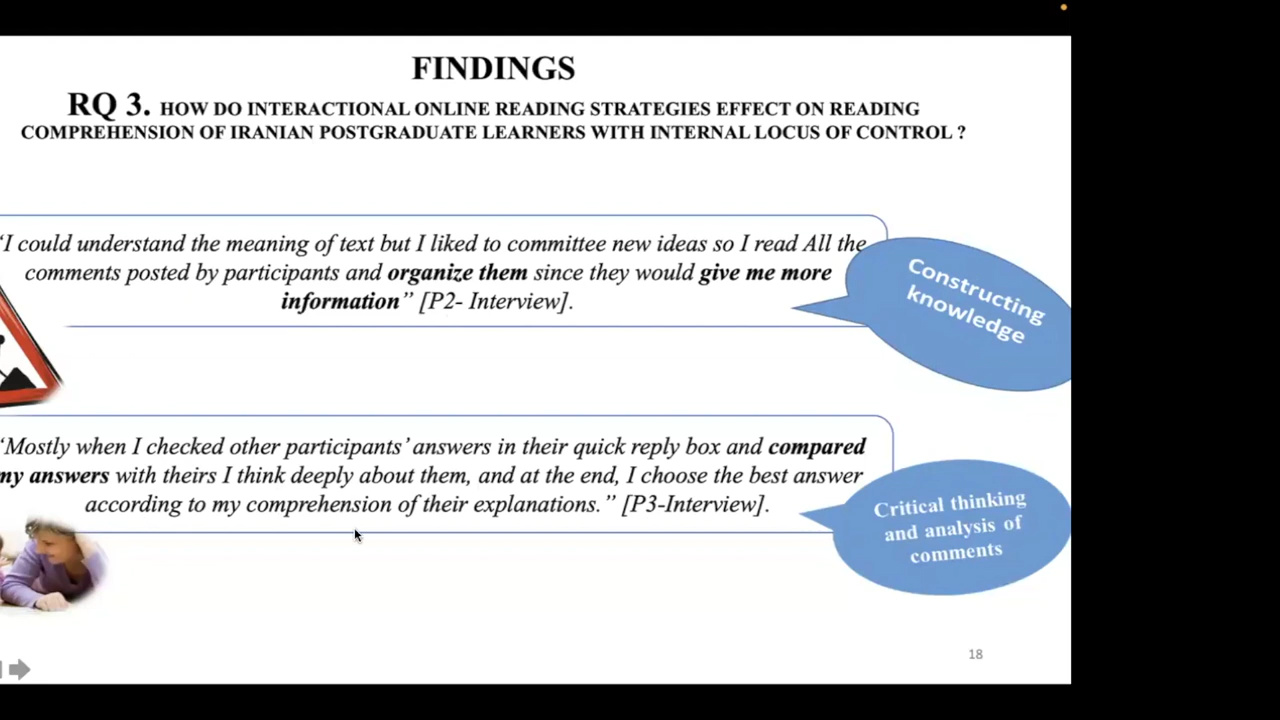 FINDINGS
RQ 3. HOW DO INTERACTIONAL ONLINE READING STRATEGIES EFFECT ON READING
COMPREHENSION OF IRANIAN POSTGRADUATE LEARNERS WITH INTERNAL LOCUS OF CONTROL ?
“I could understand the meaning of text but I liked to committee new ideas so I read All the
comments posted by participants and organize them since they would give me more
information” [P2- Interview].
Constructing
knowledge
“Mostly when I checked other participants’ answers in their quick reply box and compared
my answers with theirs I think deeply about them, and at the end, I choose the best answer
according to my comprehension of their explanations.” [P3-Interview].
Critical thinking
and analysis of
comments
18